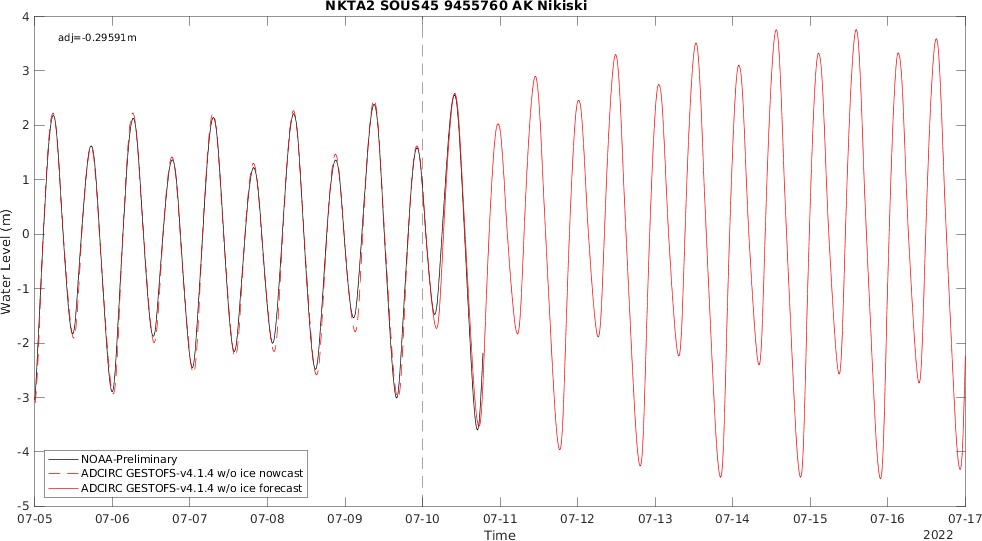 NKTA2 SOUS45 9455760 AK Nikiski
adj=-0.29591m
4
3
2
1
0
-1
-2
-3
-4
-5
Water Level (m)
NOAA-Preliminary
ADCIRC GESTOFS-v4.1.4 w/o ice nowcast
ADCIRC GESTOFS-v4.1.4 w/o ice forecast
07-05 07-06 07-07 07-08 07-09 07-10 07-11 07-12 07-13 07-14 07-15 07-16 07-17
Time
2022